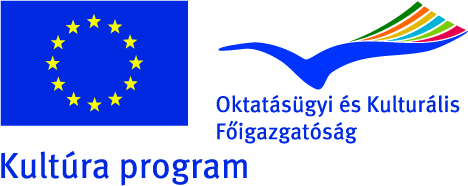 Oktatásügyi és Kulturális
Főigazgatóság
Kultúra program